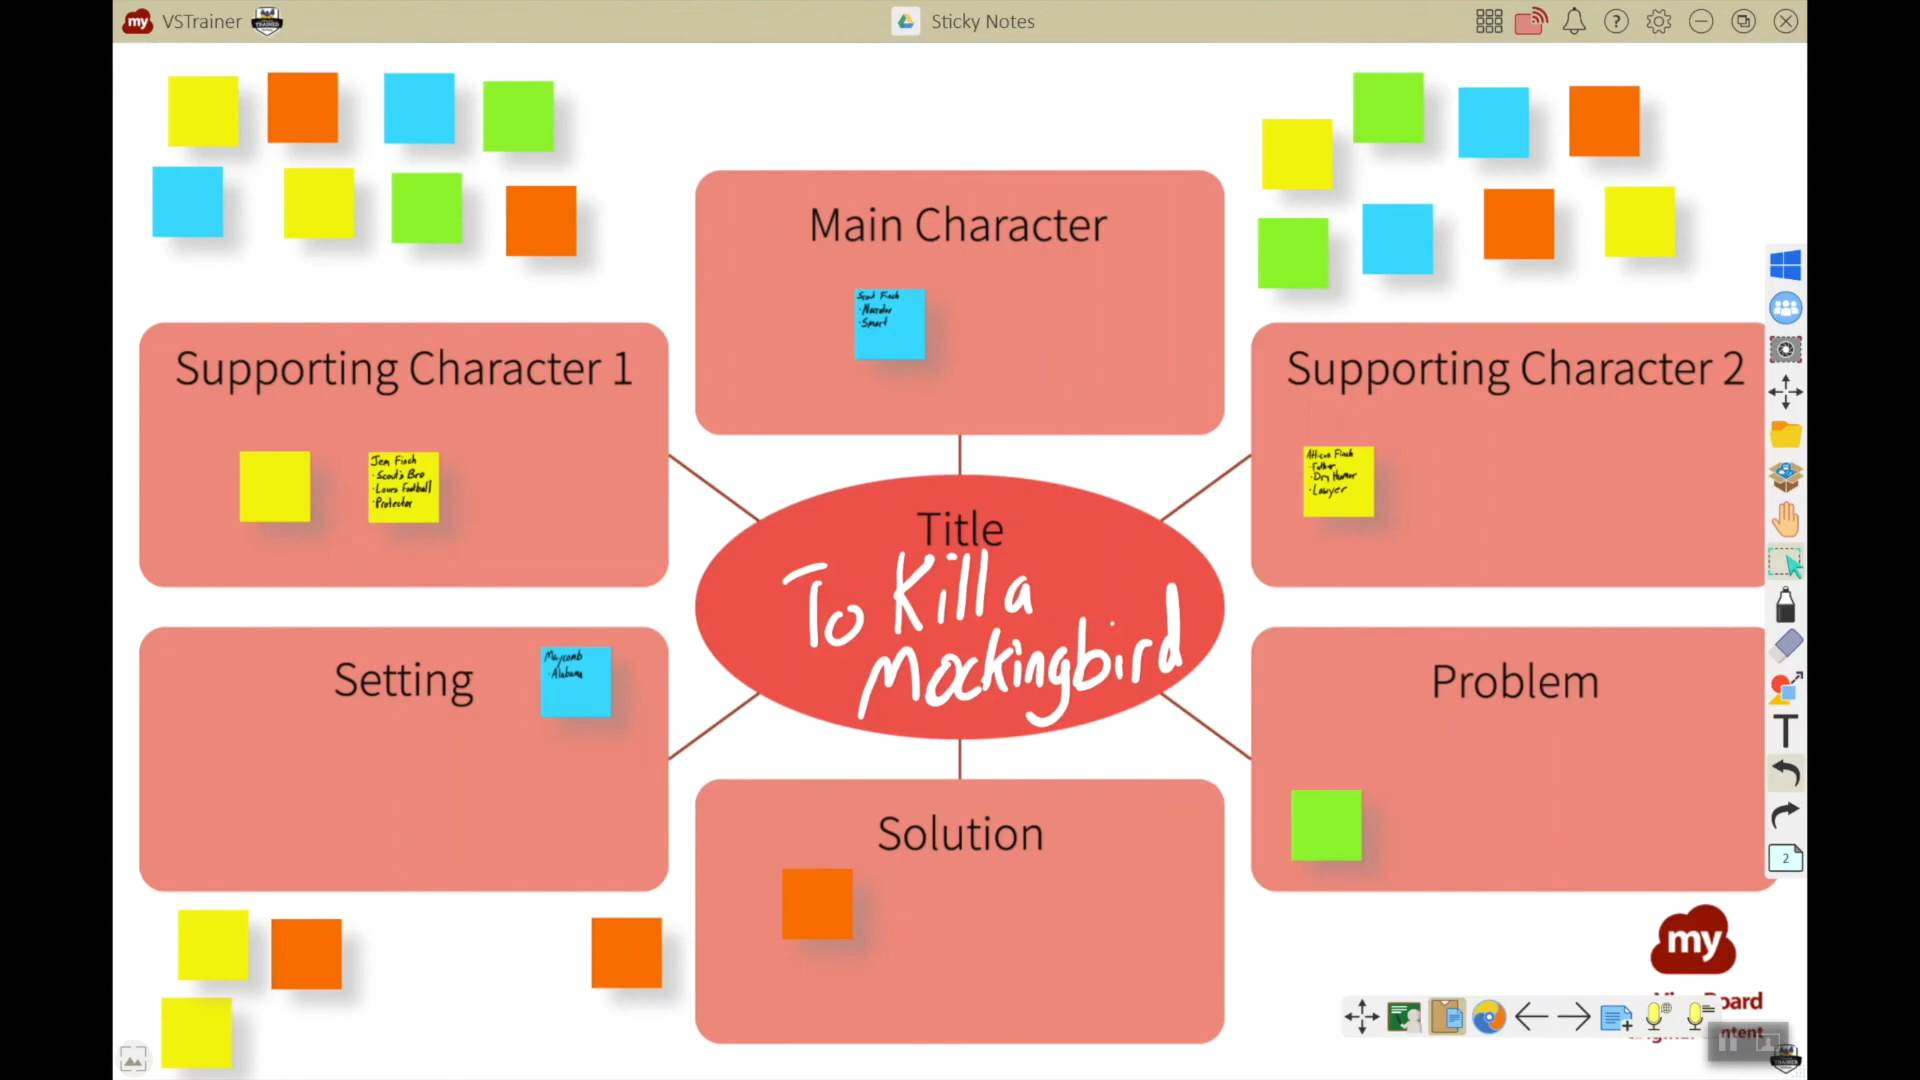 my VSTrainer
Sticky Notes
Main Character
Scout Finch
·Narrator
·Smart
Supporting Character 1
Jem Finch
·Scout's Bro
·Loves Football
·Protector
Supporting Character 2
Atticus Finch
·Father
·Dry Humor
·Lawyer
Title
To Kill a
Mockingbird
Setting
Maycomb
·Alabama
Problem
Solution
T
2
my